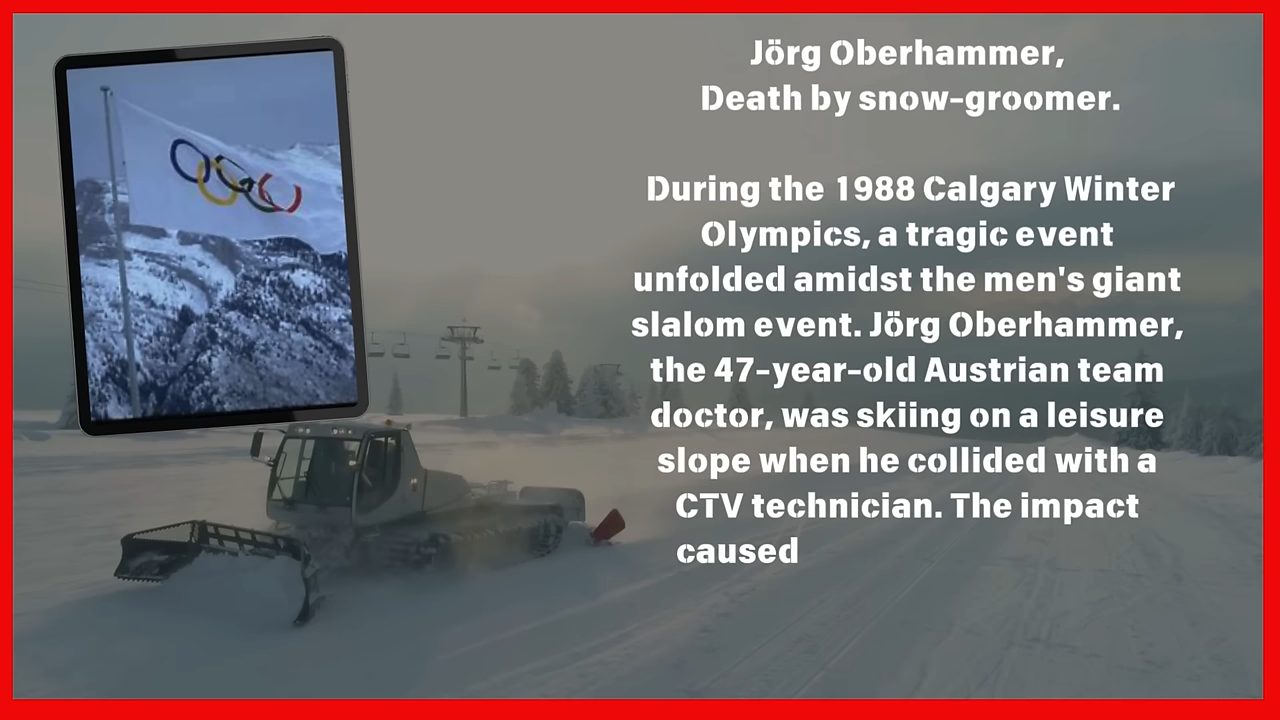 Jörg Oberhammer,
Death by snow-groomer.
During the 1988 Calgary Winter
Olympics, a tragic event
unfolded amidst the men's giant
slalom event. Jörg Oberhammer,
the 47-year-old Austrian team
doctor, was skiing on a leisure
slope when he collided with a
CTV technician. The impact
caused